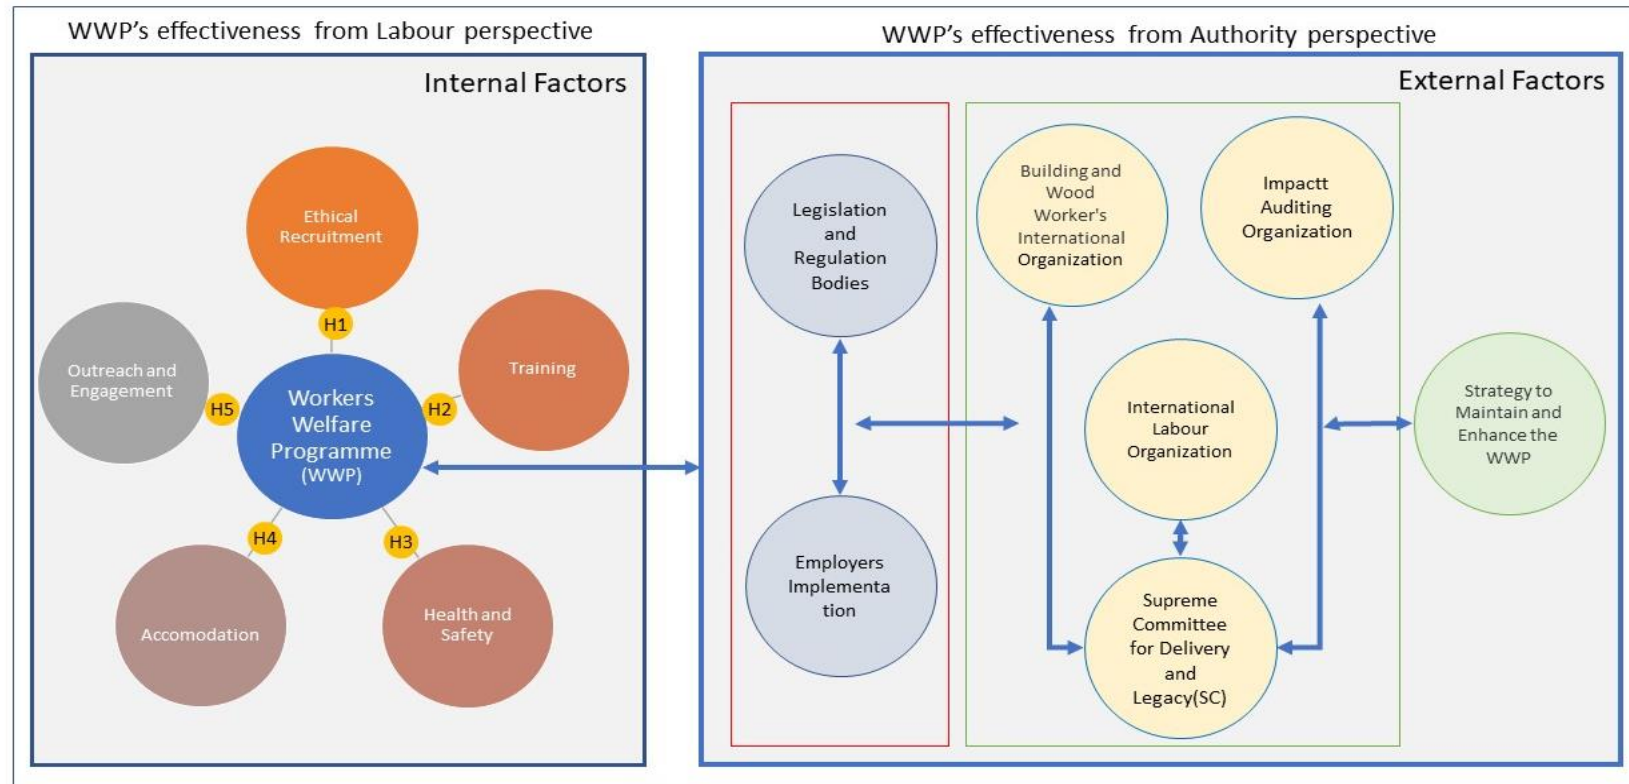 WWP's effectiveness from Labour perspective
Internal Factors
Ethical
Recruitment
H1
Training
H2
Outreach and
Engagement
H5
Workers
Welfare
Programme
(WWP)
H4
H3
Accomodation
Health and
Safety
WWP's effectiveness from Authority perspective
External Factors
Legislation
and
Regulation
Bodies
Employers
Implementa
tion
Building and
Wood
Worker's
International
Organization
Impactt
Auditing
Organization
International
Labour
Organization
Supreme
Committee
for Delivery
and
Legacy(SC)
Strategy to
Maintain and
Enhance the
WWP